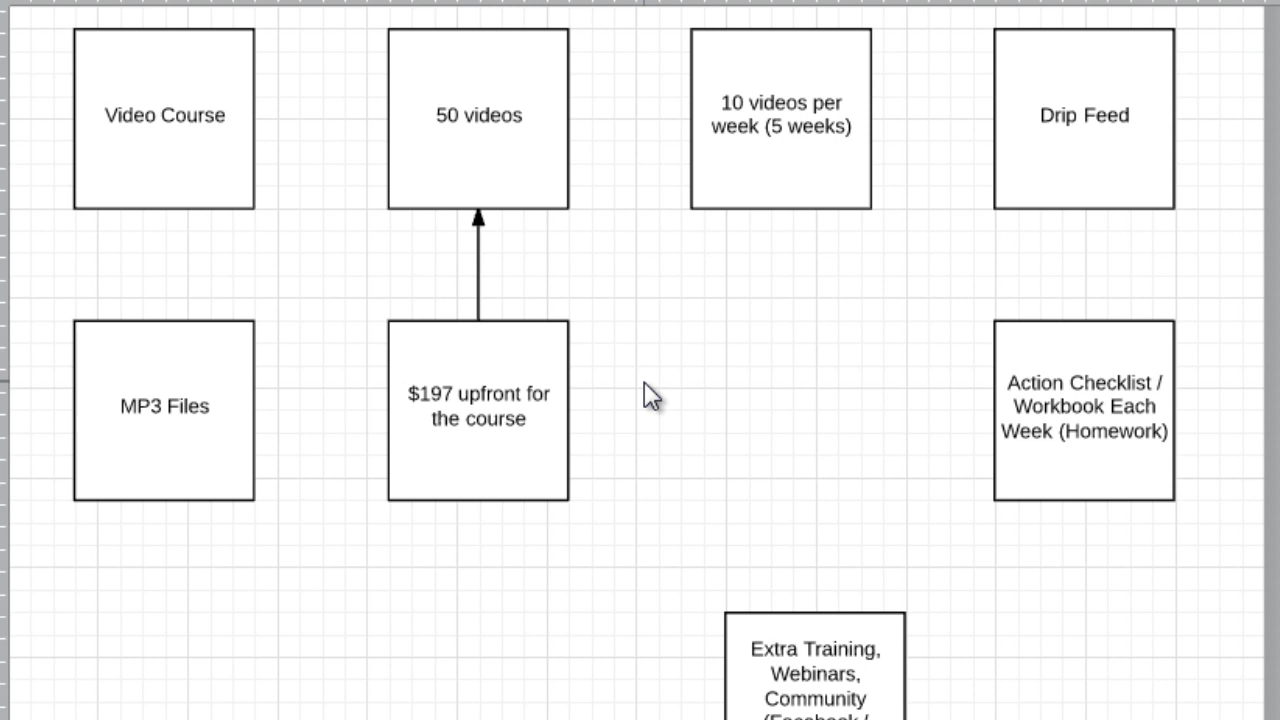 Video Course
50 videos
10 videos per
week (5 weeks)
Drip Feed
MP3 Files
$197 upfront for
the course
Action Checklist /
Workbook Each
Week (Homework)
Extra Training,
Webinars,
Community
(Facebook /